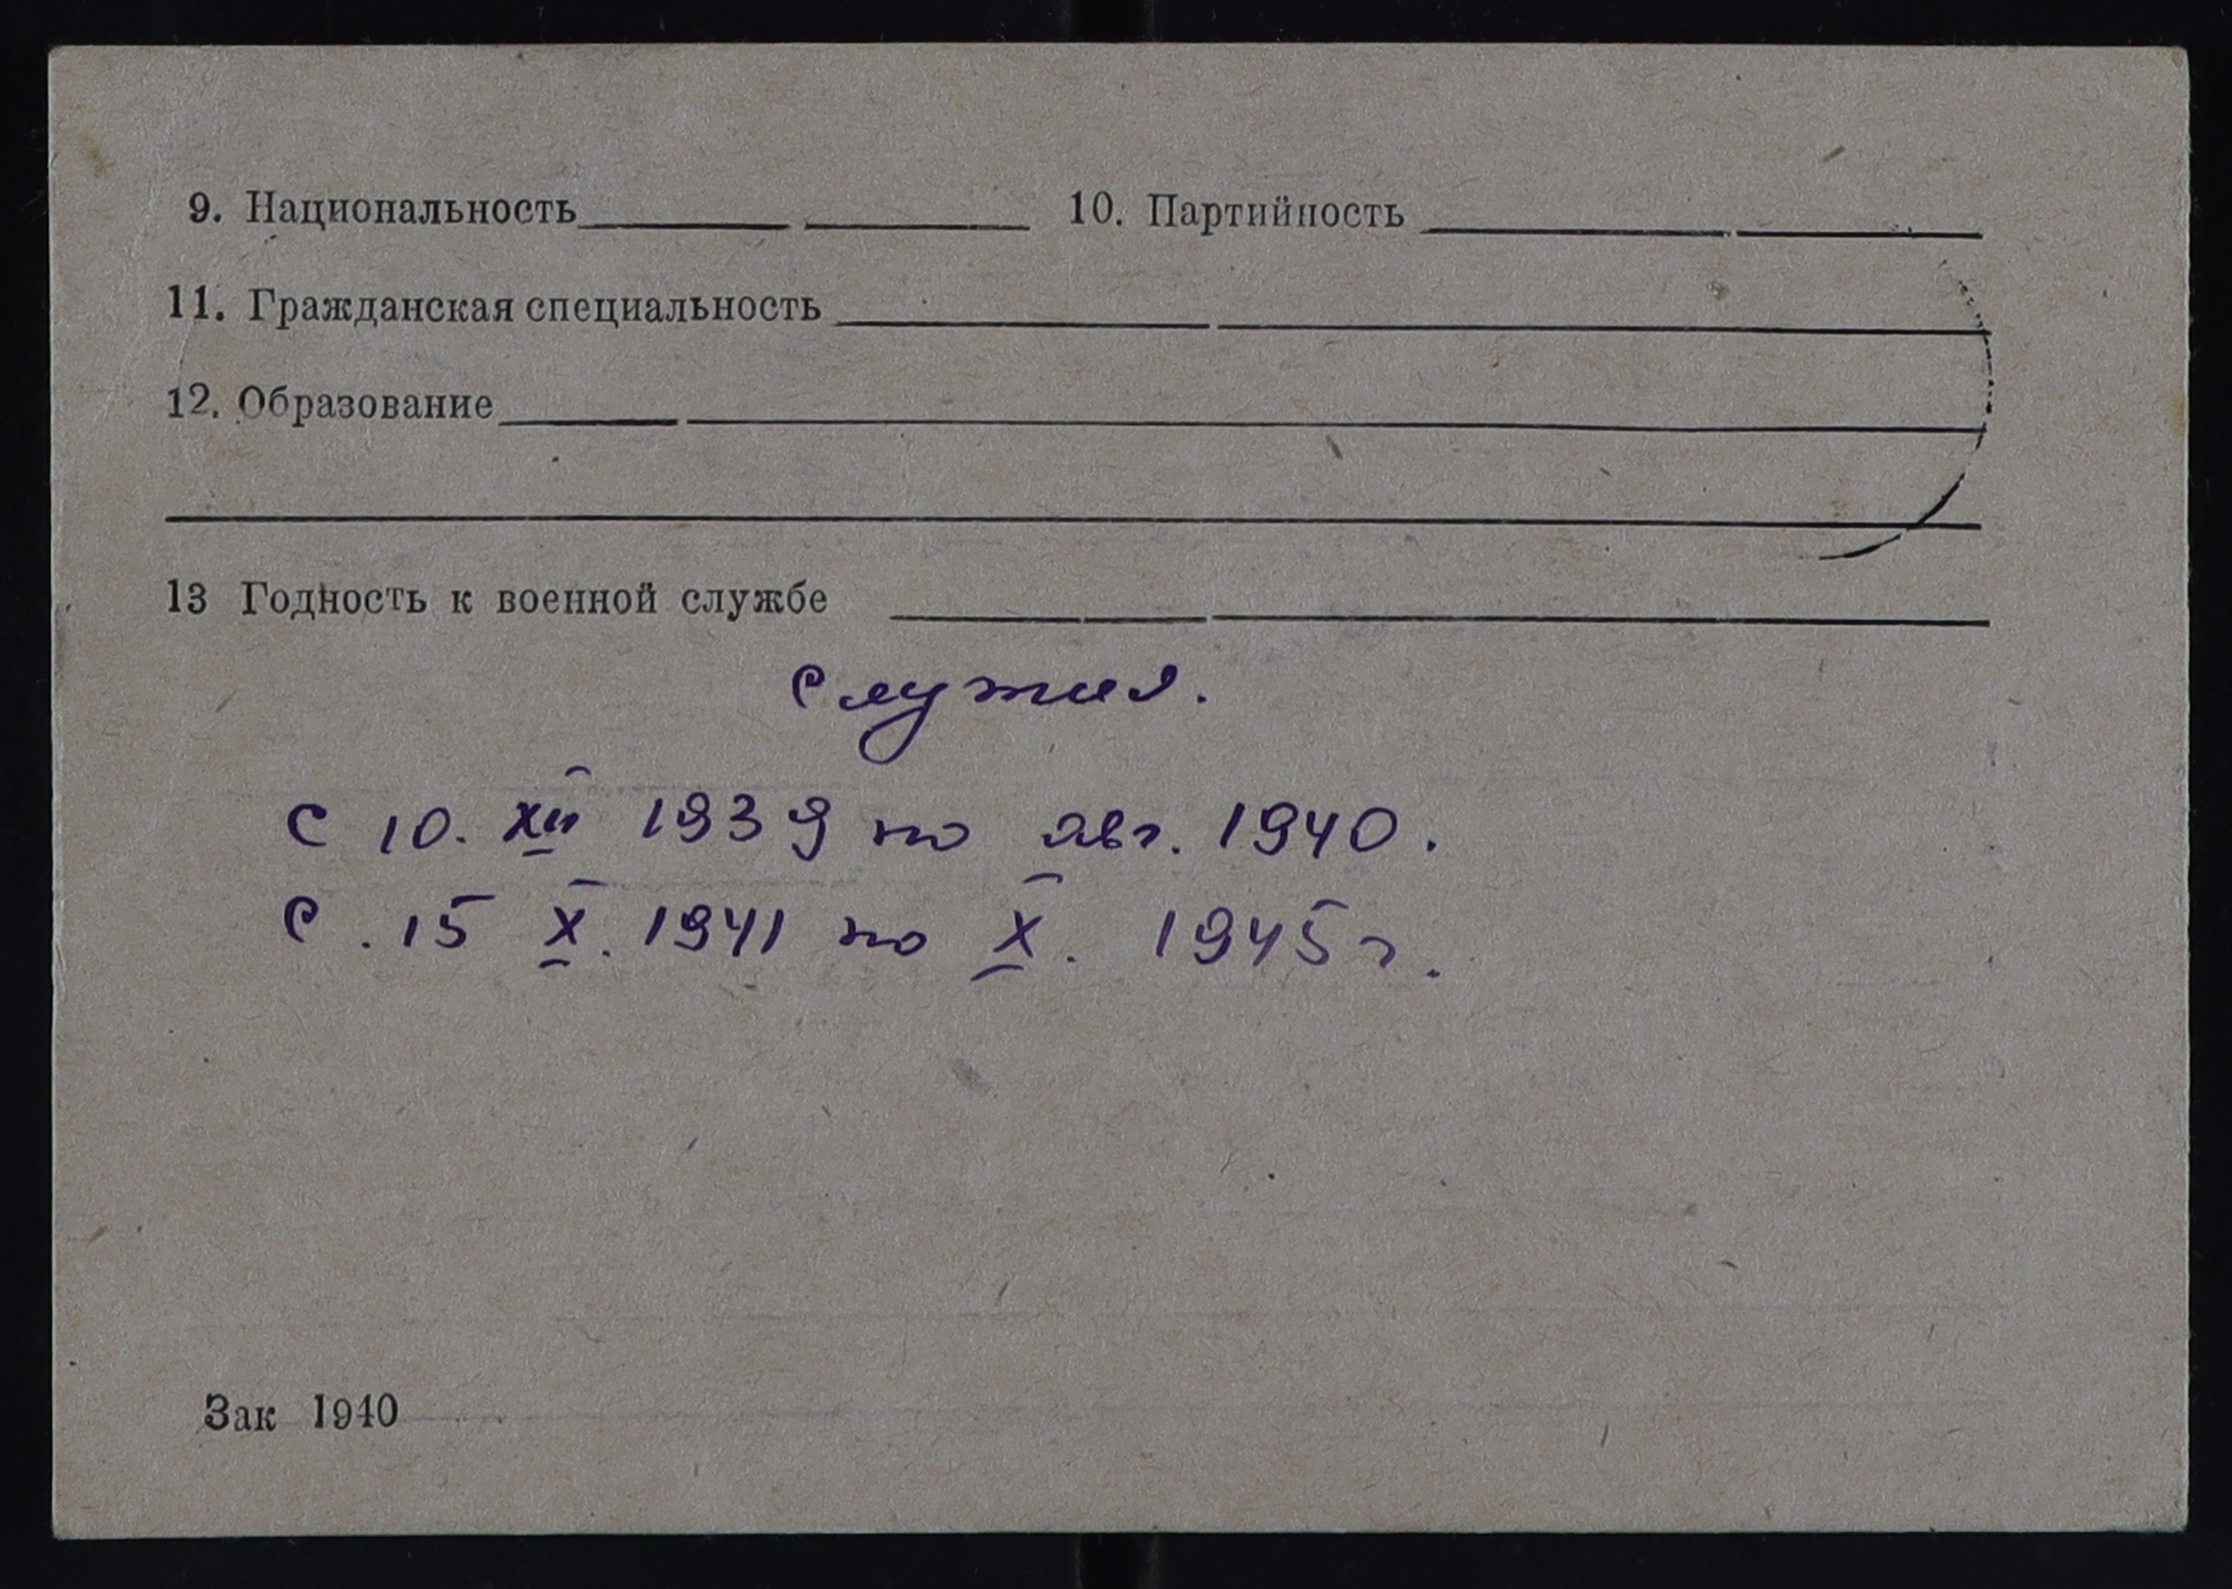 9. Национальность 10. Партийность
11. Гражданская специальность
12. Образование
13 Годность к военной службе
Служил.
С 10. XII 1939 по авг. 1940.
С. 15 X. 1941 по X. 1945 г.
Зак 1940